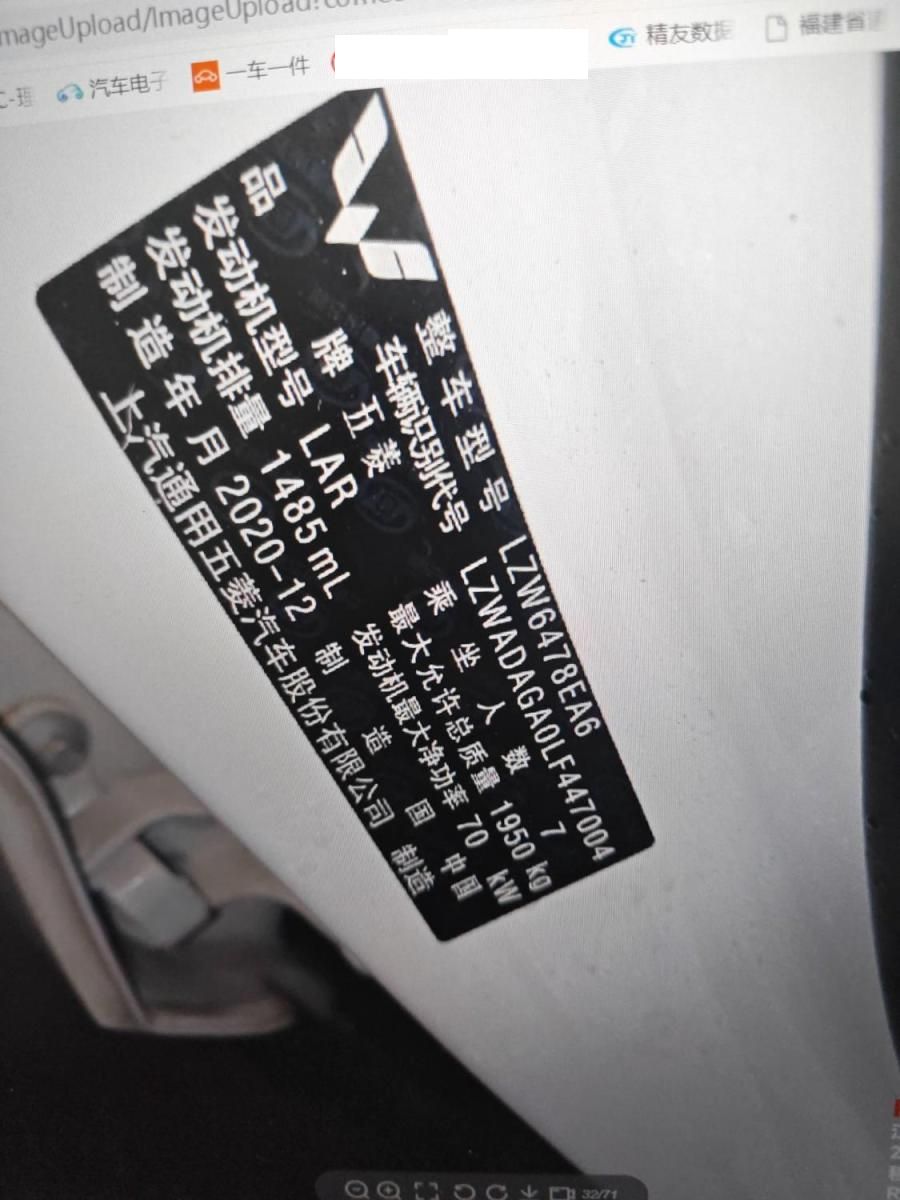 mageUpload/ImageUpload?com
汽车电子
一车一件
精友数据
福建省
整车型号 LZW6478EA6
车辆识别代号 LZWADAGA0LF447004
品牌 五菱 乘坐人数 7
发动机型号 LAR 最大允许总质量 1950 kg
发动机排量 1485 mL 发动机最大净功率 70 kW
制造年月 2020-12 制造国 中国
上汽通用五菱汽车股份有限公司 制造
32/71